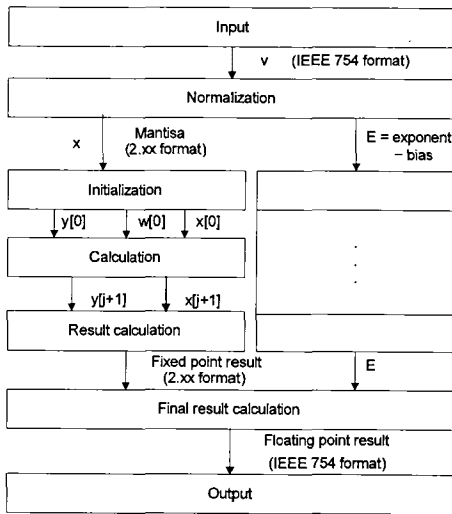 Input
v (IEEE 754 format)
Normalization
x
Mantisa
(2.xx format)
E = exponent
– bias
Initialization
y[0] w[0] x[0]
Calculation
y[j+1] x[j+1]
Result calculation
Fixed point result
(2.xx format)
E
Final result calculation
Floating point result
(IEEE 754 format)
Output